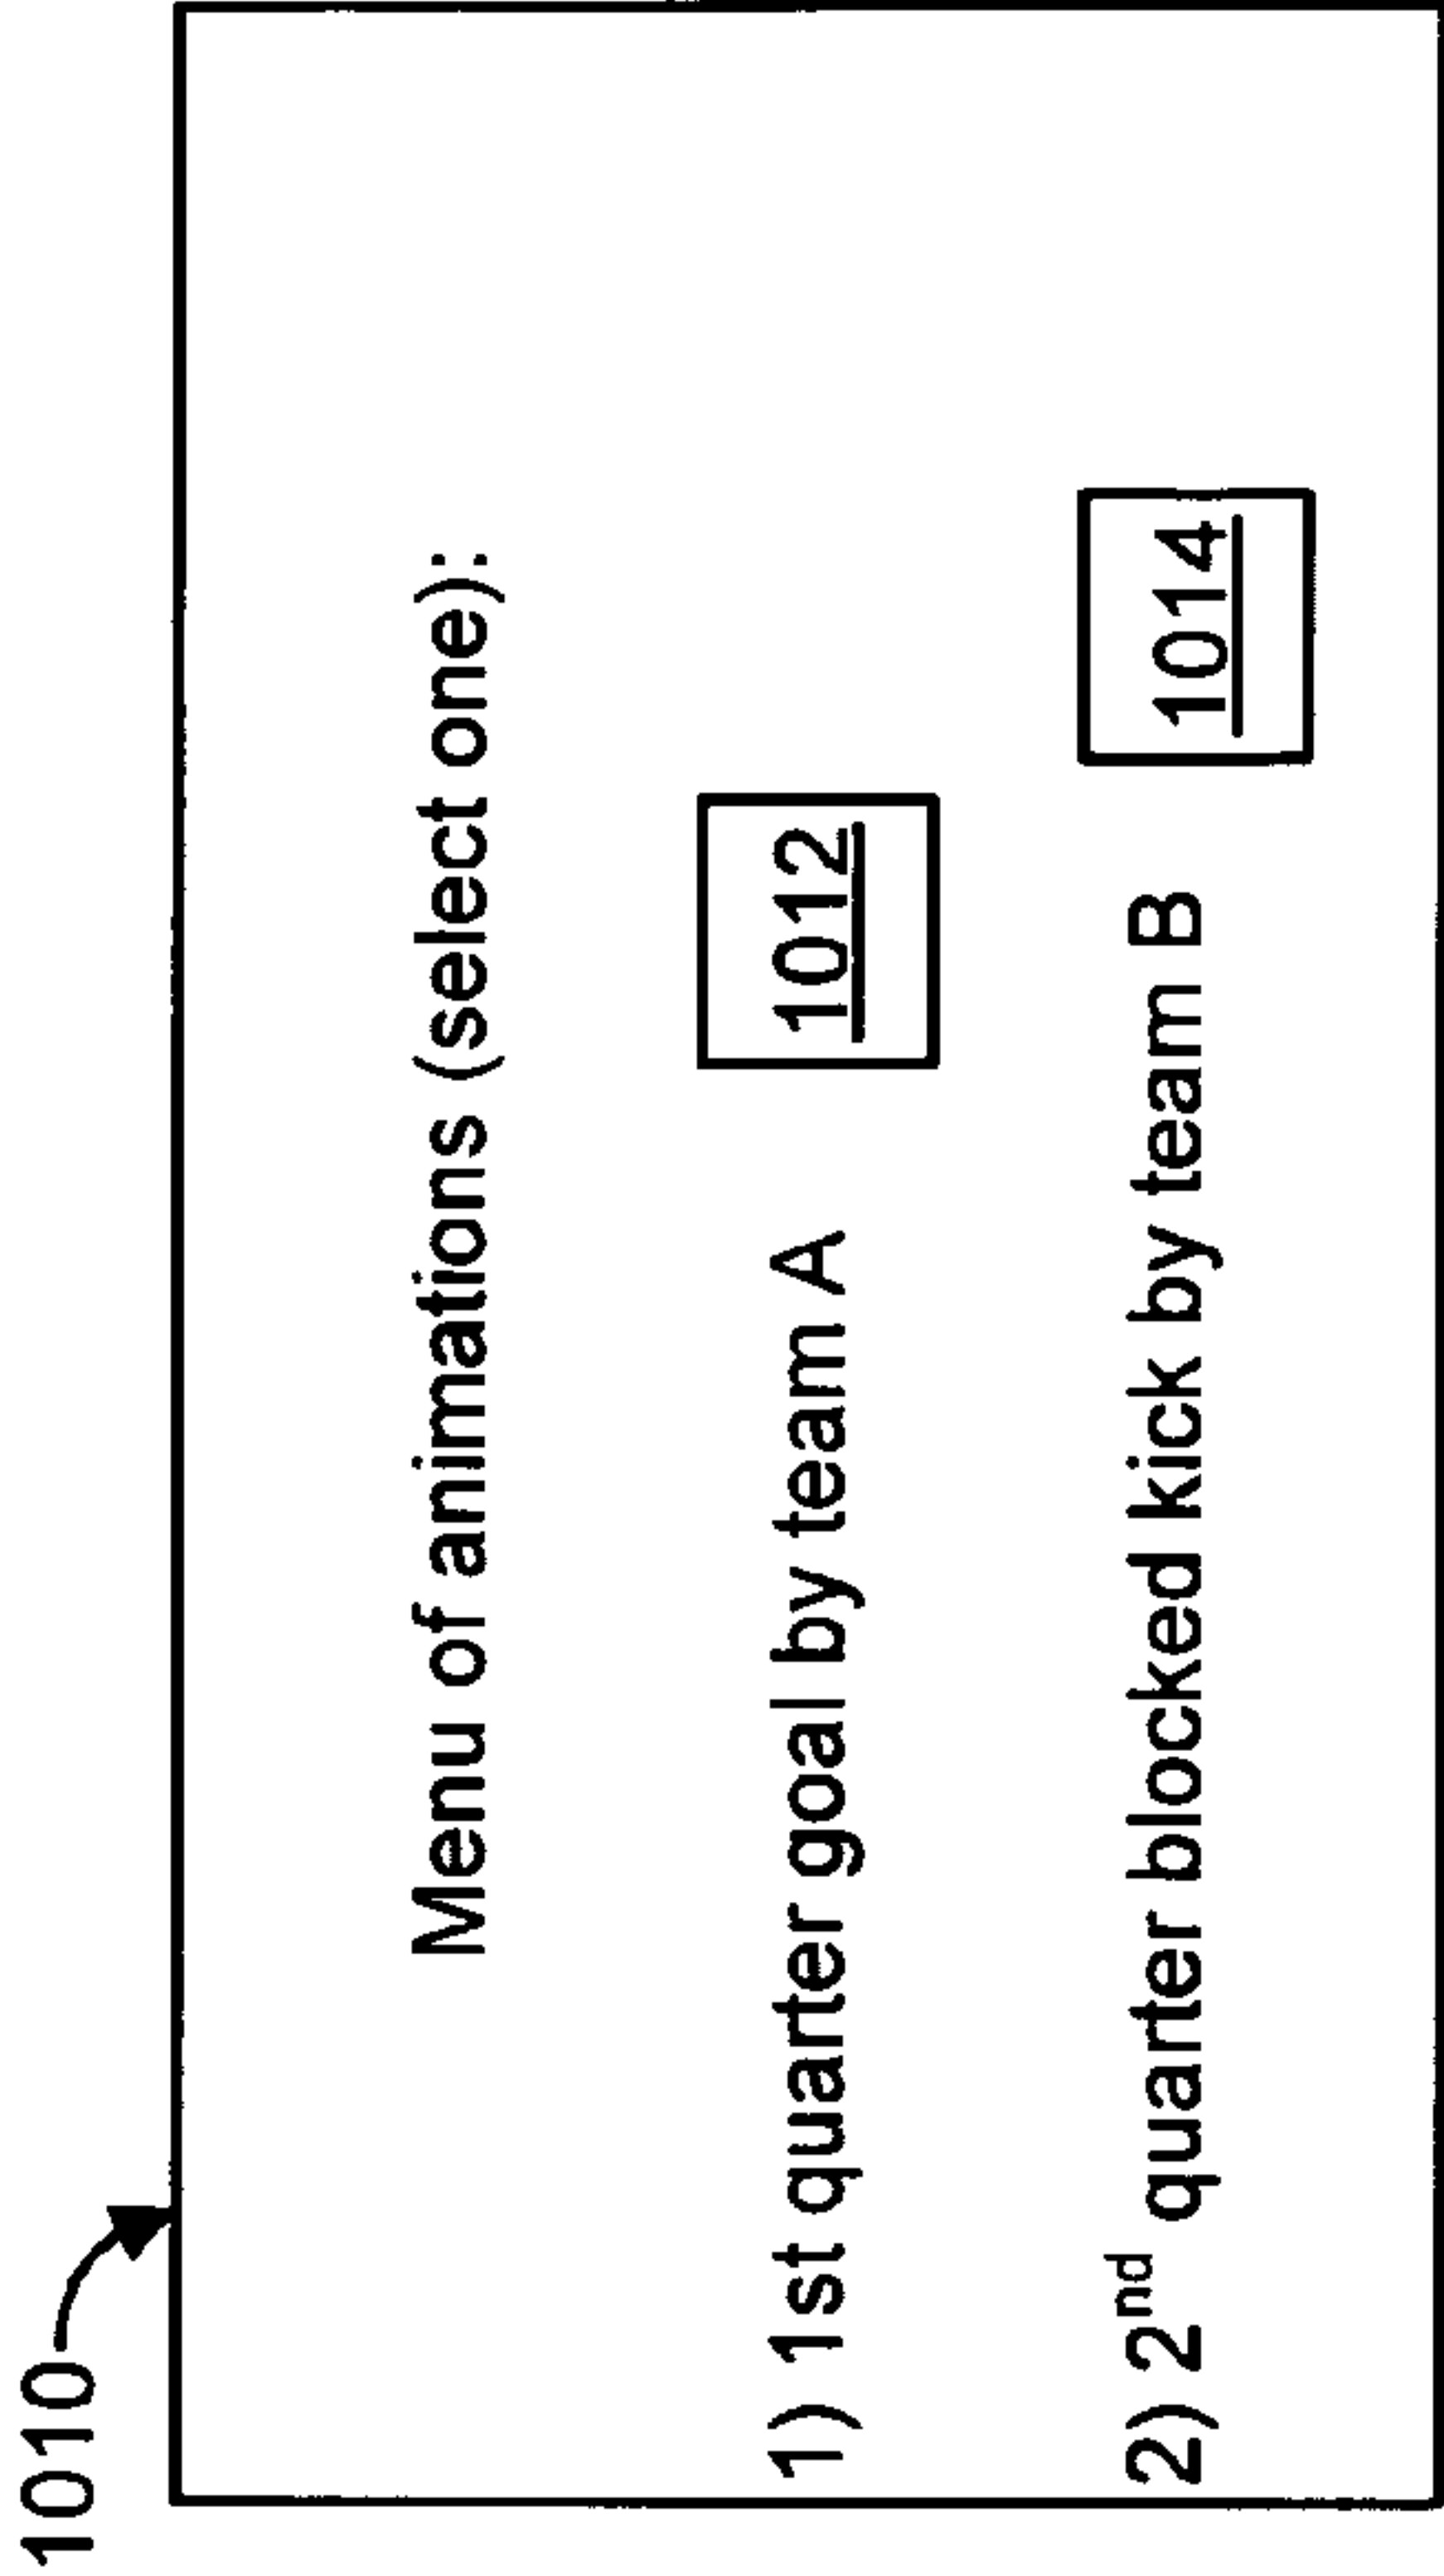 1010
Menu of animations (select one):
1) 1st quarter goal by team A 1012
2) 2nd quarter blocked kick by team B 1014